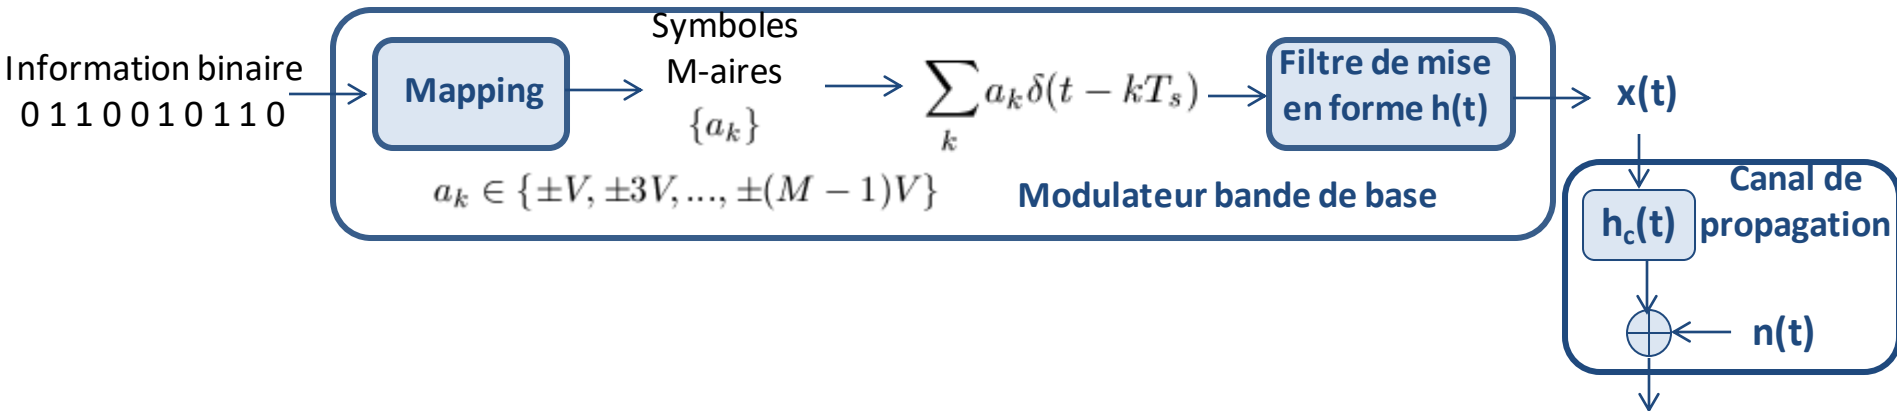 Information binaire
0 1 1 0 0 1 0 1 1 0
Mapping
Symboles
M-aires
{a_k}
\sum_k a_k δ(t − kT_s)
Filtre de mise
en forme h(t)
x(t)
a_k ∈ {±V, ±3V, ..., ±(M − 1)V}
Modulateur bande de base
Canal de
propagation
h_c(t)
n(t)